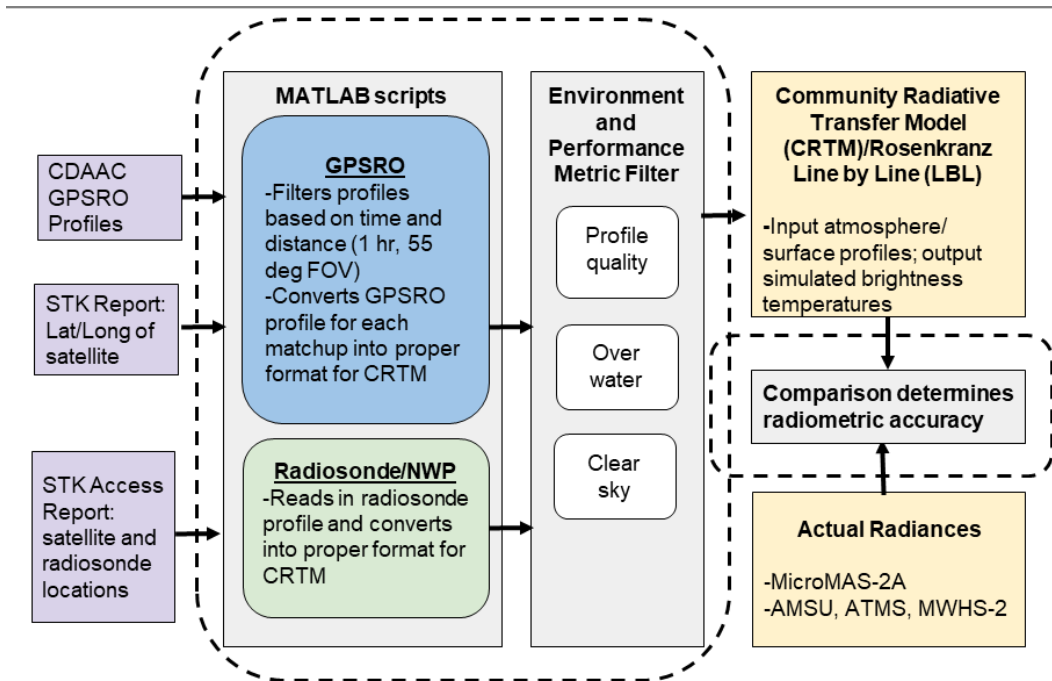 CDAAC
GPSRO
Profiles
STK Report:
Lat/Long of
satellite
STK Access
Report:
satellite and
radiosonde
locations
MATLAB scripts
GPSRO
-Filters profiles
based on time and
distance (1 hr, 55
deg FOV)
-Converts GPSRO
profile for each
matchup into proper
format for CRTM
Radiosonde/NWP
-Reads in radiosonde
profile and converts
into proper format for
CRTM
Environment
and
Performance
Metric Filter
Profile
quality
Over
water
Clear
sky
Community Radiative
Transfer Model
(CRTM)/Rosenkranz
Line by Line (LBL)
-Input atmosphere/
surface profiles; output
simulated brightness
temperatures
Comparison determines
radiometric accuracy
Actual Radiances
-MicroMAS-2A
-AMSU, ATMS, MWHS-2